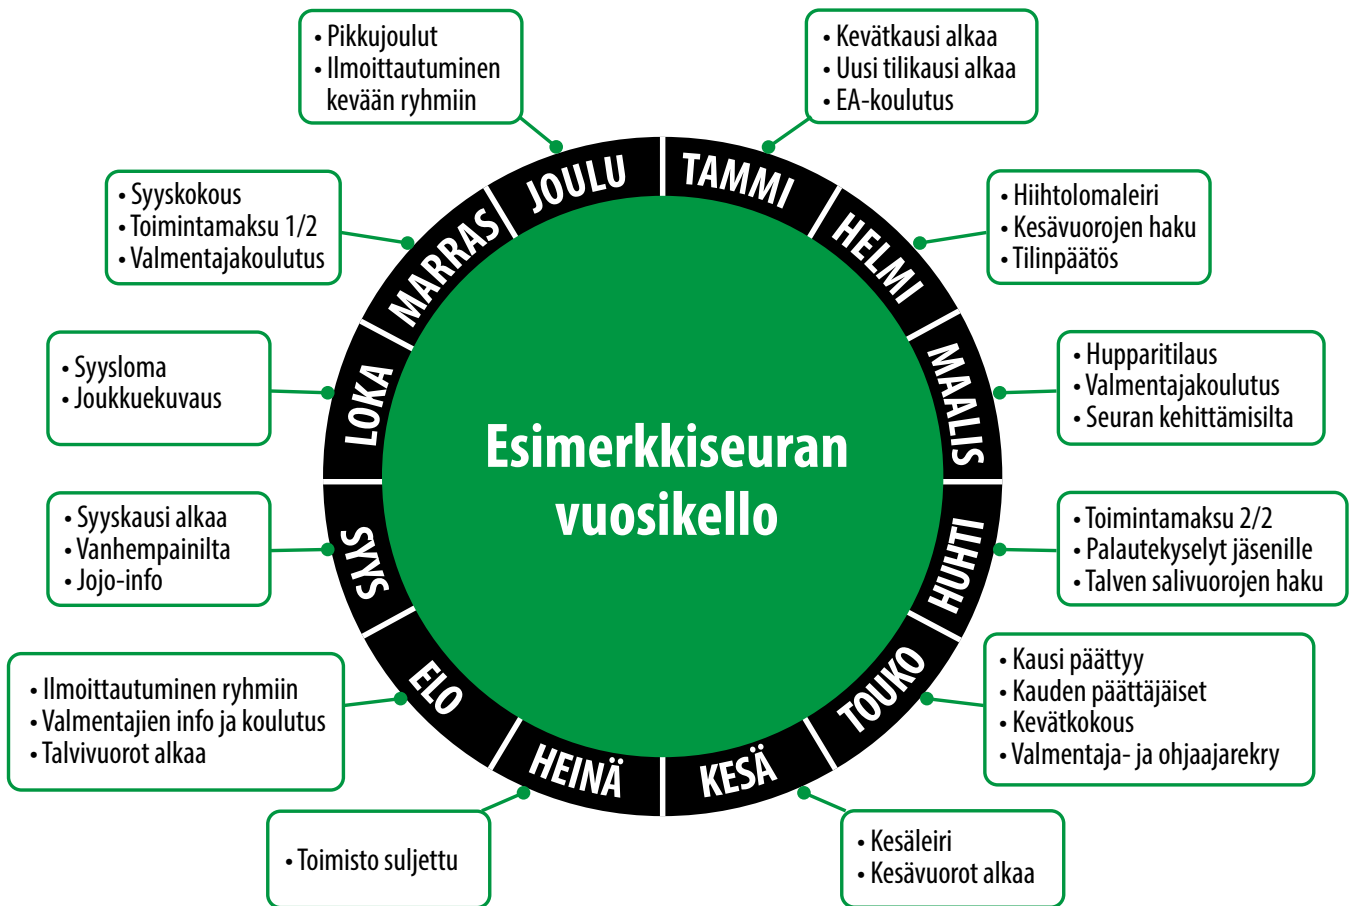 Esimerkkiseuran
vuosikello
TAMMI
• Kevätkausi alkaa
• Uusi tilikausi alkaa
• EA-koulutus
HELMI
• Hiihtolomaleiri
• Kesävuorojen haku
• Tilinpäätös
MAALIS
• Hupparitilaus
• Valmentajakoulutus
• Seuran kehittämisilta
HUHTI
• Toimintamaksu 2/2
• Palautekyselyt jäsenille
• Talven salivuorojen haku
TOUKO
• Kausi päättyy
• Kauden päättäjäiset
• Kevätkokous
• Valmentaja- ja ohjaajarekry
KESÄ
• Kesäleiri
• Kesävuorot alkaa
HEINÄ
• Toimisto suljettu
ELO
• Ilmoittautuminen ryhmiin
• Valmentajien info ja koulutus
• Talvivuorot alkaa
SYYS
• Syyskausi alkaa
• Vanhempainilta
• Jojo-info
LOKA
• Syysloma
• Joukkuekuvaus
MARRAS
• Syyskokous
• Toimintamaksu 1/2
• Valmentajakoulutus
JOULU
• Pikkujoulut
• Ilmoittautuminen
kevään ryhmiin